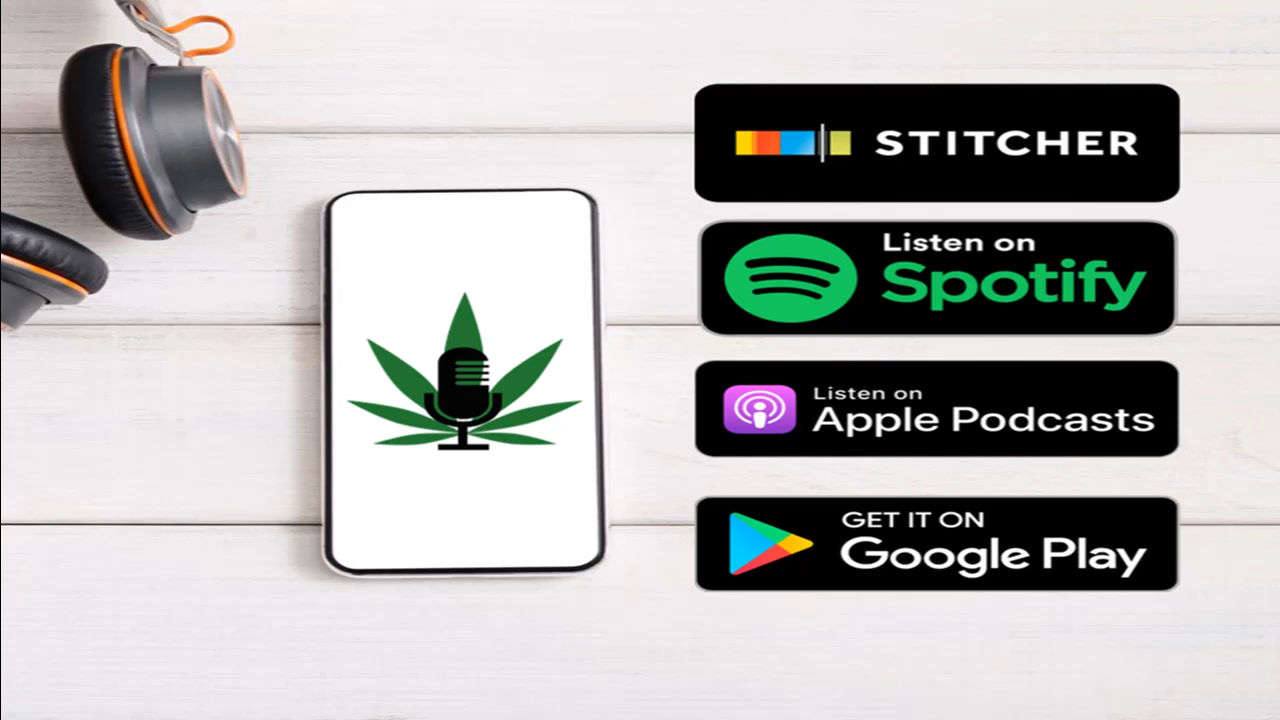 STITCHER
Listen on
Spotify
Listen on
Apple Podcasts
GET IT ON
Google Play